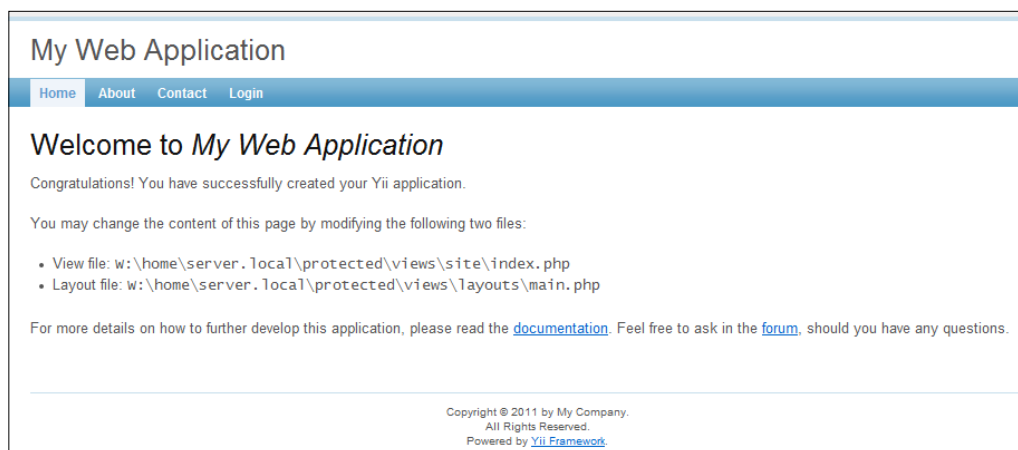 My Web Application
Home About Contact Login
Welcome to My Web Application
Congratulations! You have successfully created your Yii application.
You may change the content of this page by modifying the following two files:
• View file: W:\home\server.local\protected\views\site\index.php
• Layout file: W:\home\server.local\protected\views\layouts\main.php
For more details on how to further develop this application, please read the documentation. Feel free to ask in the forum, should you have any questions.
Copyright © 2011 by My Company.
All Rights Reserved.
Powered by Yii Framework.